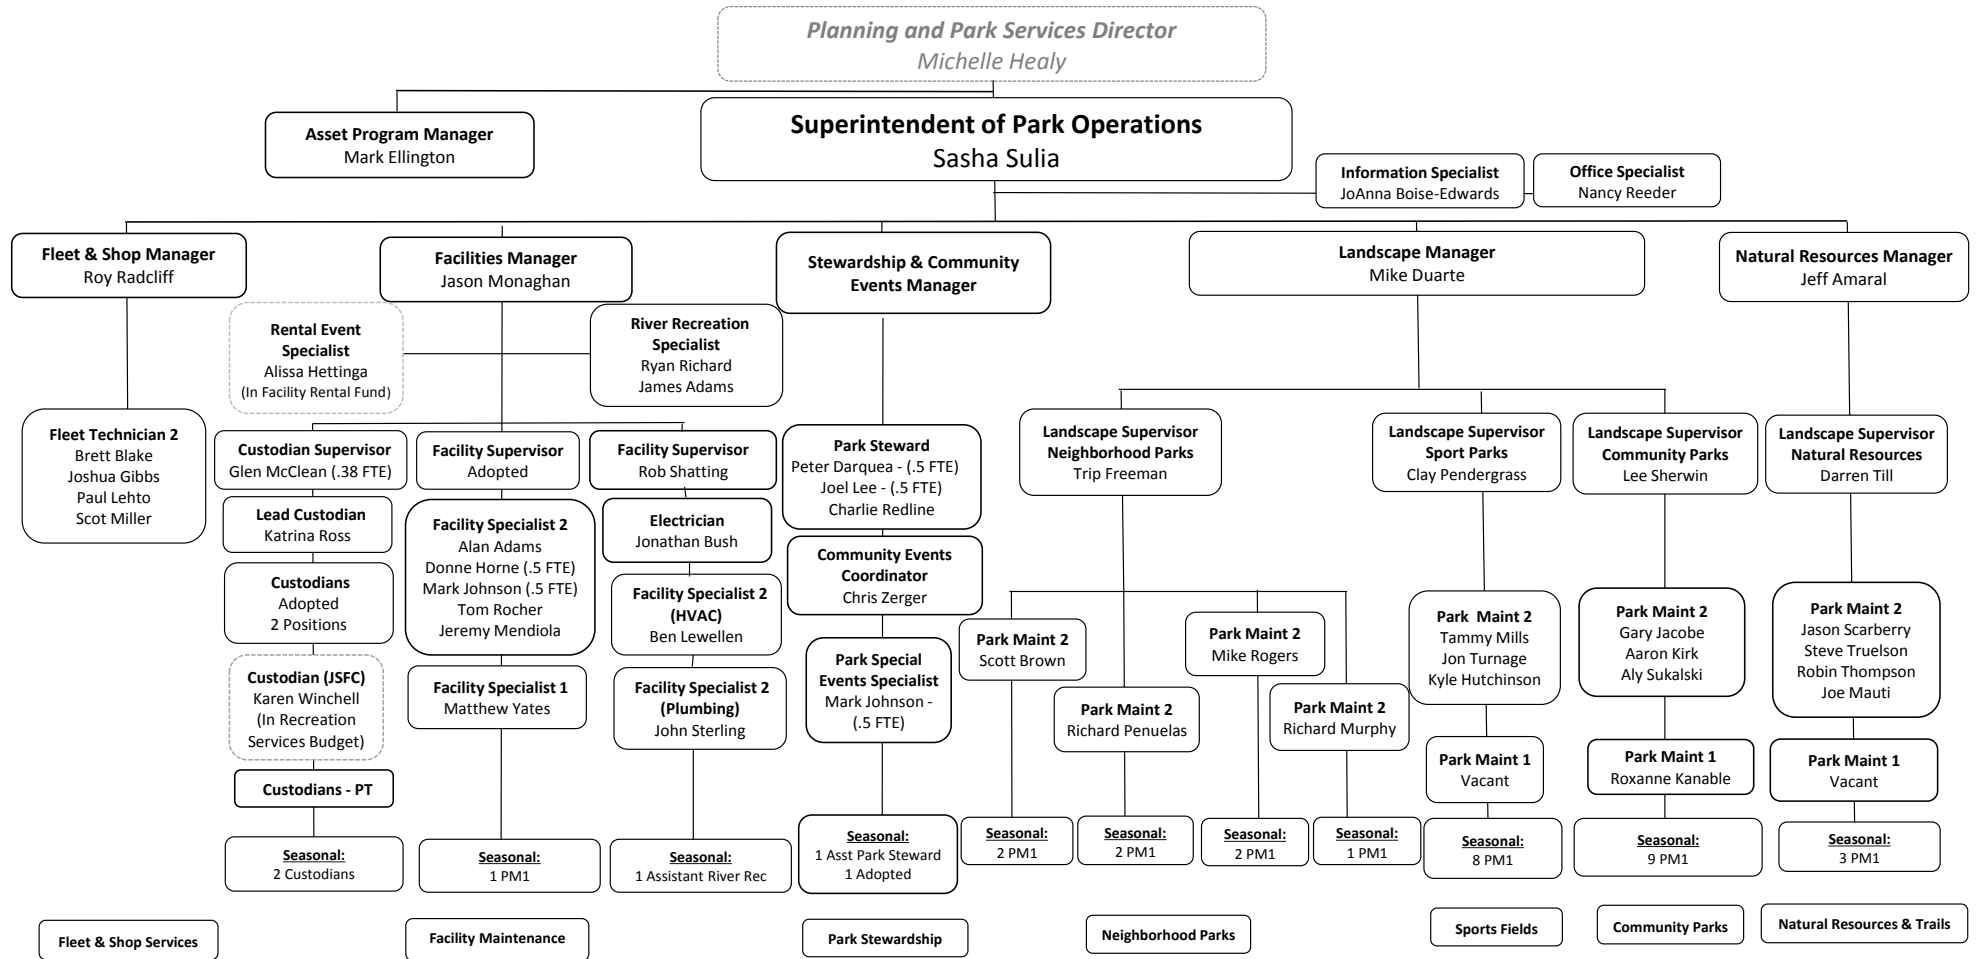 Planning and Park Services Director
Michelle Healy
Asset Program Manager
Mark Ellington
Superintendent of Park Operations
Sasha Sulia
Information Specialist
JoAnna Boise-Edwards
Office Specialist
Nancy Reeder
Fleet & Shop Manager
Roy Radcliff
Facilities Manager
Jason Monaghan
Stewardship & Community
Events Manager
Landscape Manager
Mike Duarte
Natural Resources Manager
Jeff Amaral
Rental Event
Specialist
Alissa Hettinga
(In Facility Rental Fund)
River Recreation
Specialist
Ryan Richard
James Adams
Fleet Technician 2
Brett Blake
Joshua Gibbs
Paul Lehto
Scot Miller
Custodian Supervisor
Glen McClean (.38 FTE)
Lead Custodian
Katrina Ross
Custodians
Adopted
2 Positions
Custodian (JSFC)
Karen Winchell
(In Recreation
Services Budget)
Custodians - PT
Seasonal:
2 Custodians
Facility Supervisor
Adopted
Facility Specialist 2
Alan Adams
Donne Horne (.5 FTE)
Mark Johnson (.5 FTE)
Tom Rocher
Jeremy Mendiola
Facility Specialist 1
Matthew Yates
Seasonal:
1 PM1
Facility Supervisor
Rob Shatting
Electrician
Jonathan Bush
Facility Specialist 2
(HVAC)
Ben Lewellen
Facility Specialist 2
(Plumbing)
John Sterling
Seasonal:
1 Assistant River Rec
Park Steward
Peter Darquea - (.5 FTE)
Joel Lee - (.5 FTE)
Charlie Redline
Community Events
Coordinator
Chris Zerger
Park Special
Events Specialist
Mark Johnson -
(.5 FTE)
Seasonal:
1 Asst Park Steward
1 Adopted
Landscape Supervisor
Neighborhood Parks
Trip Freeman
Park Maint 2
Scott Brown
Seasonal:
2 PM1
Park Maint 2
Richard Penuelas
Seasonal:
2 PM1
Park Maint 2
Mike Rogers
Seasonal:
2 PM1
Park Maint 2
Richard Murphy
Seasonal:
1 PM1
Landscape Supervisor
Sport Parks
Clay Pendergrass
Park Maint 2
Tammy Mills
Jon Turnage
Kyle Hutchinson
Park Maint 1
Vacant
Seasonal:
8 PM1
Landscape Supervisor
Community Parks
Lee Sherwin
Park Maint 2
Gary Jacobe
Aaron Kirk
Aly Sukalski
Park Maint 1
Roxanne Kanable
Seasonal:
9 PM1
Landscape Supervisor
Natural Resources
Darren Till
Park Maint 2
Jason Scarberry
Steve Truelson
Robin Thompson
Joe Mauti
Park Maint 1
Vacant
Seasonal:
3 PM1
Fleet & Shop Services
Facility Maintenance
Park Stewardship
Neighborhood Parks
Sports Fields
Community Parks
Natural Resources & Trails